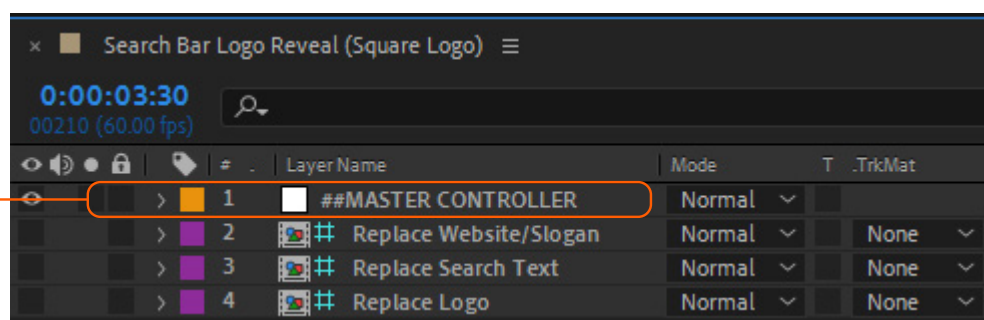 × Search Bar Logo Reveal (Square Logo) ≡
0:00:03:30
00210 (60.00 fps)
# . Layer Name Mode T .TrkMat
1 ##MASTER CONTROLLER Normal
2 Replace Website/Slogan Normal None
3 Replace Search Text Normal None
4 Replace Logo Normal None